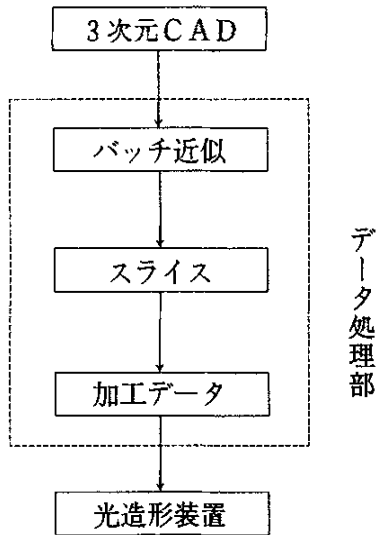 3次元CAD
バッチ近似
スライス
加工データ
データ処理部
光造形装置